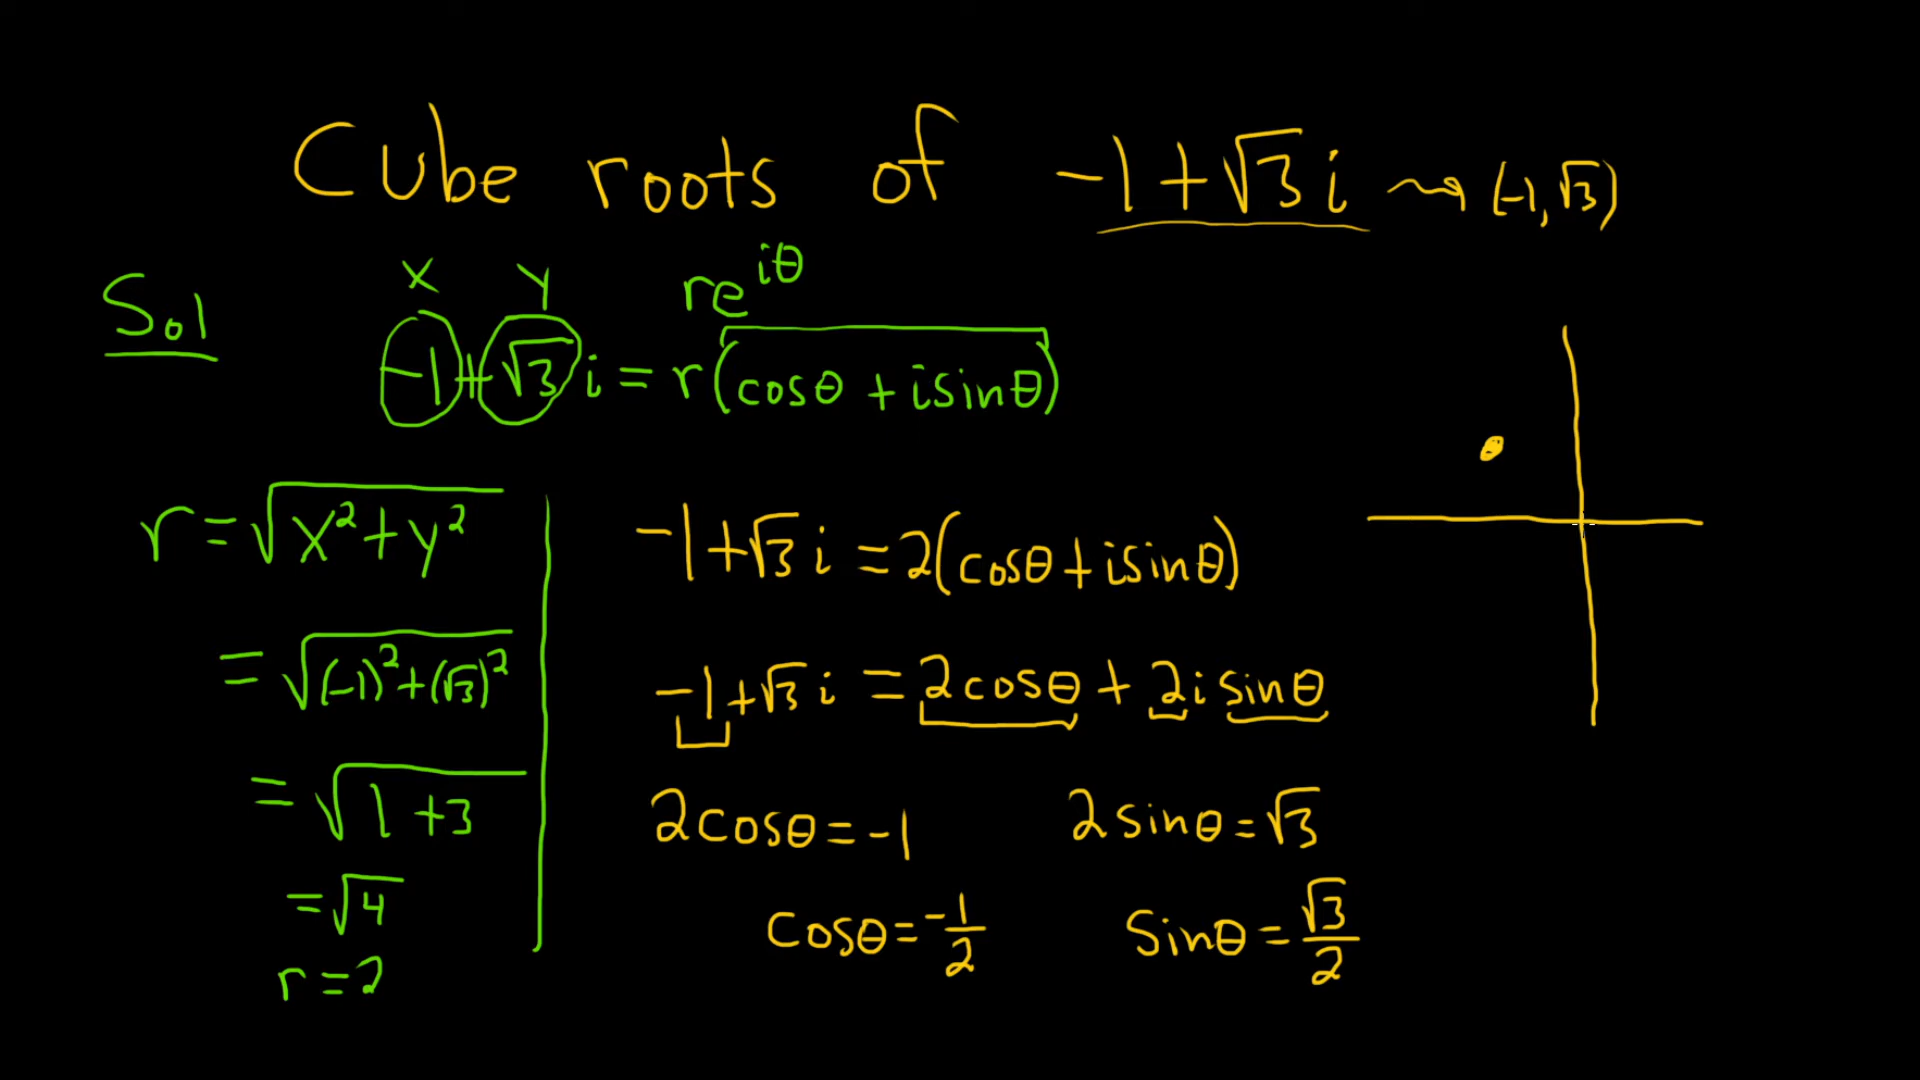 Cube roots of -1+√3 i ⤳ (-1, √3)
Sol
x y re^{iθ}
-1+√3 i = r(cosθ + isinθ)
r = √(x²+y²)
= √((-1)²+(√3)²)
= √(1+3)
= √4
r = 2
-1+√3 i = 2(cosθ+isinθ)
-1+√3 i = 2cosθ + 2i sinθ
2cosθ = -1 2sinθ = √3
cosθ = -1/2 sinθ = √3/2